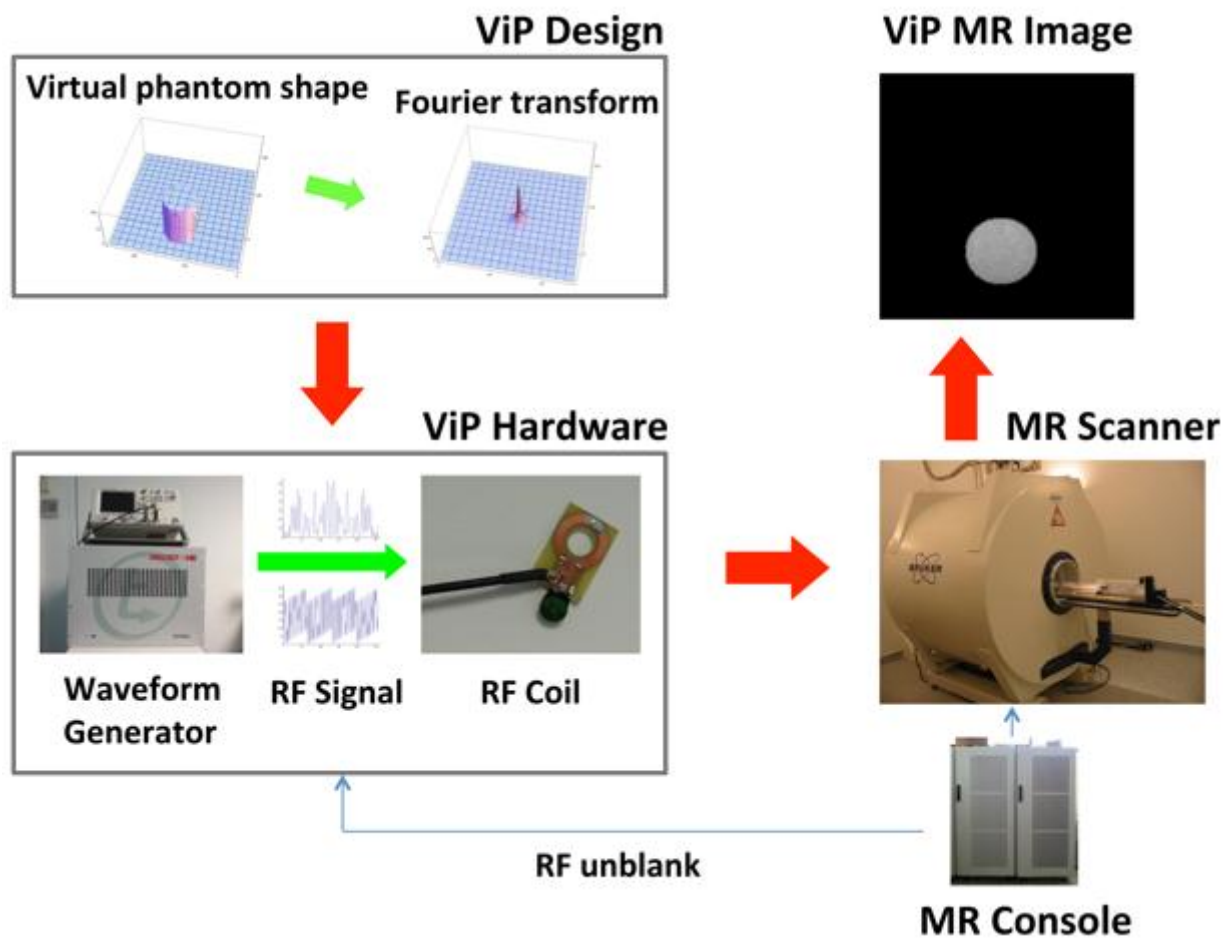 ViP Design
Virtual phantom shape
Fourier transform
ViP MR Image
ViP Hardware
Waveform
Generator
RF Signal
RF Coil
MR Scanner
BRUKER
RF unblank
MR Console